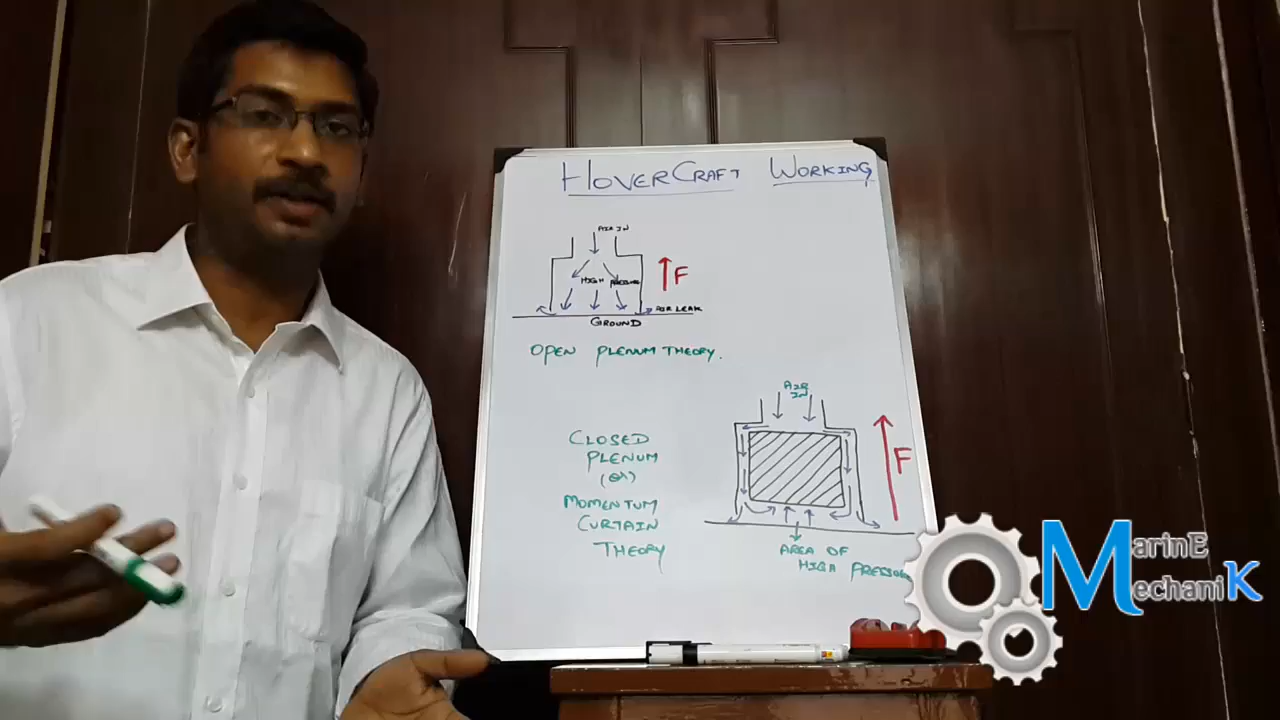 HOVERCRAFT WORKING
AIR IN
HIGH PRESSURE
F
AIR LEAK
GROUND
OPEN PLENUM THEORY.
AIR
IN
CLOSED
PLENUM
(or)
MOMENTUM
CURTAIN
THEORY
F
AREA OF
HIGH PRESSURE
MarinE
MechaniK